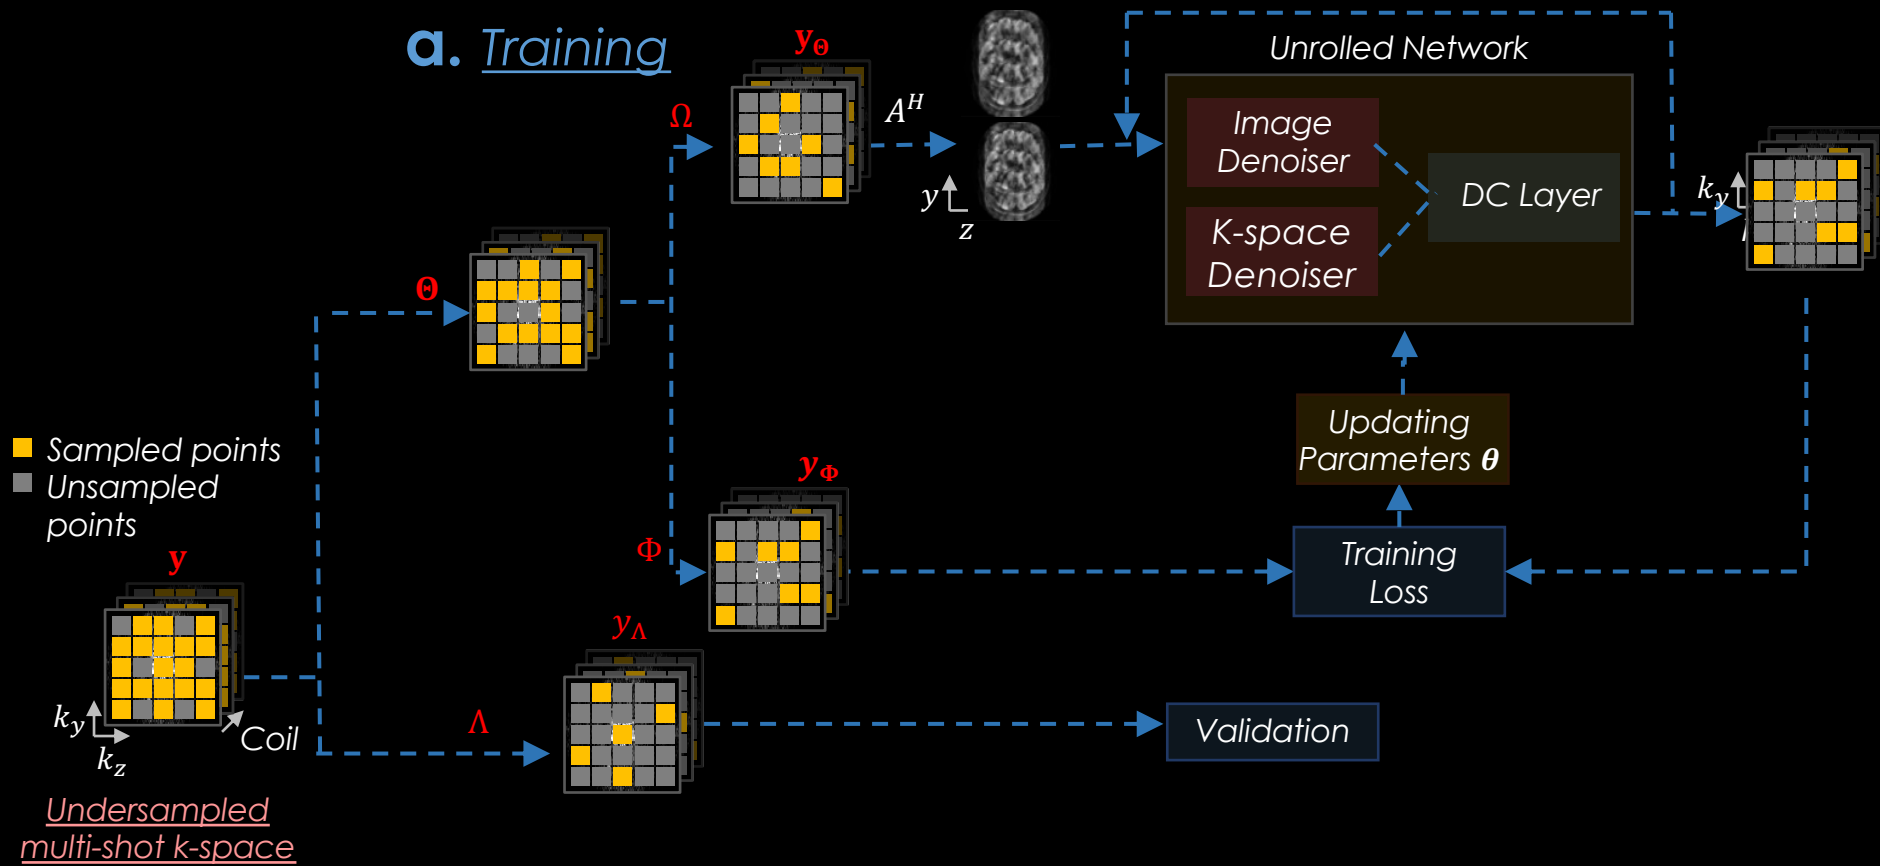 a. Training
y_Θ
Unrolled Network
Ω
A^H
Image
Denoiser
DC Layer
K-space
Denoiser
y
z
k_y
Θ
Updating
Parameters θ
Sampled points
Unsampled
points
y_Φ
Φ
Training
Loss
y
y_Λ
Λ
Validation
k_y
k_z
Coil
Undersampled
multi-shot k-space